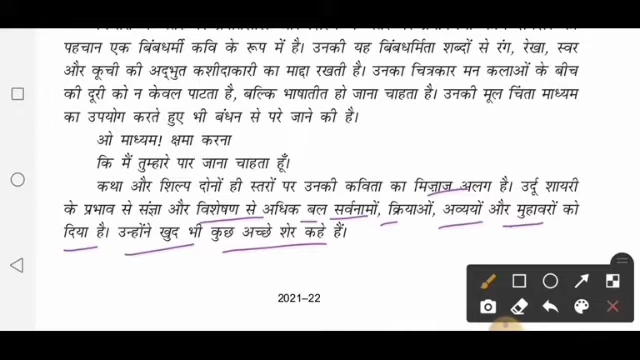 पहचान एक बिंबधर्मी कवि के रूप में है। उनकी यह बिंबधर्मिता शब्दों से रंग, रेखा, स्वर
और कूची की अद्भुत कशीदाकारी का माद्दा रखती है। उनका चित्रकार मन कलाओं के बीच
की दूरी को न केवल पाटता है, बल्कि भाषातीत हो जाना चाहता है। उनकी मूल चिंता माध्यम
का उपयोग करते हुए भी बंधन से परे जाने की है।
ओ माध्यम! क्षमा करना
कि मैं तुम्हारे पार जाना चाहता हूँ।
कथा और शिल्प दोनों ही स्तरों पर उनकी कविता का मिज़ाज अलग है। उर्दू शायरी
के प्रभाव से संज्ञा और विशेषण से अधिक बल सर्वनामों, क्रियाओं, अव्ययों और मुहावरों को
दिया है। उन्होंने खुद भी कुछ अच्छे शेर कहे हैं।
2021–22